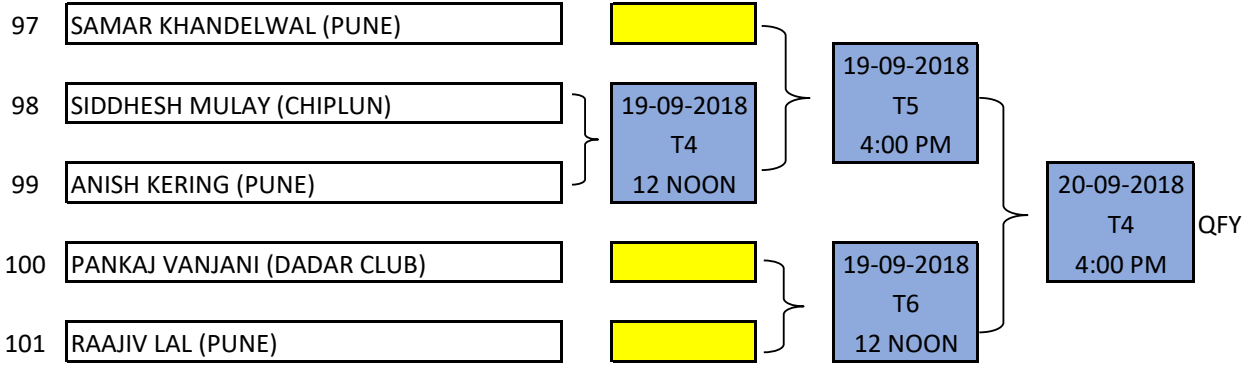 97 SAMAR KHANDELWAL (PUNE)
19-09-2018
98 SIDDHESH MULAY (CHIPLUN) 19-09-2018 T5
T4 4:00 PM
99 ANISH KERING (PUNE) 12 NOON 20-09-2018
T4 QFY
100 PANKAJ VANJANI (DADAR CLUB) 19-09-2018 4:00 PM
T6
101 RAAJIV LAL (PUNE) 12 NOON